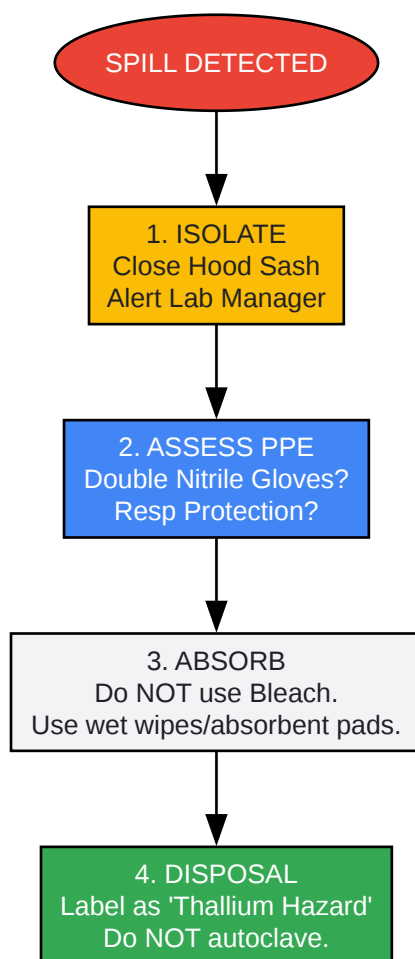 SPILL DETECTED
1. ISOLATE
Close Hood Sash
Alert Lab Manager
2. ASSESS PPE
Double Nitrile Gloves?
Resp Protection?
3. ABSORB
Do NOT use Bleach.
Use wet wipes/absorbent pads.
4. DISPOSAL
Label as 'Thallium Hazard'
Do NOT autoclave.